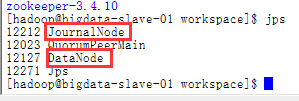 zookeeper-3.4.10
[hadoop@bigdata-slave-01 workspace]$ jps
12212 JournalNode
12023 QuorumPeerMain
12127 DataNode
12271 Jps
[hadoop@bigdata-slave-01 workspace]$